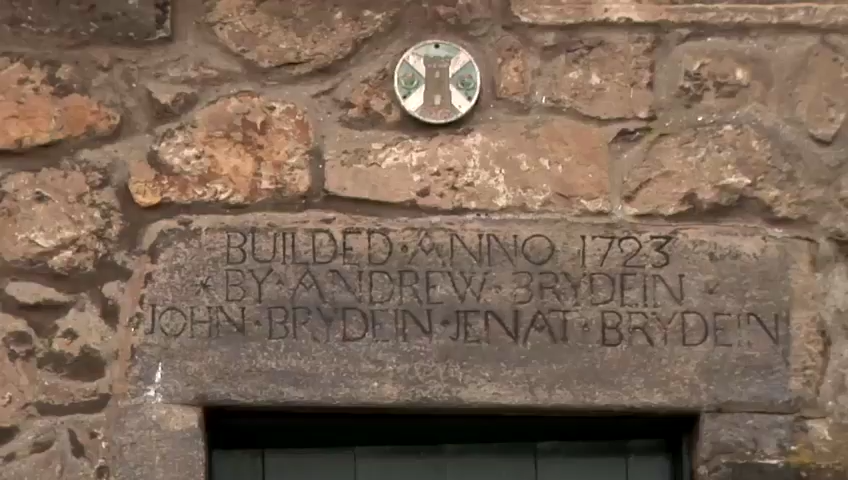 BUILDED · ANNO 1723
* BY · ANDREW · BRYDEIN *
JOHN · BRYDEIN · JENAT · BRYDEIN